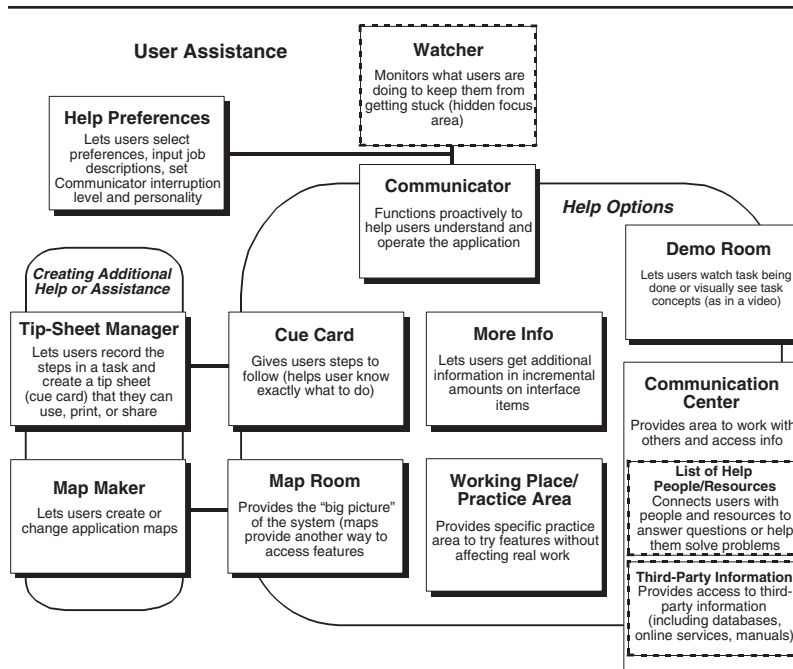 User Assistance
Watcher
Monitors what users are
doing to keep them from
getting stuck (hidden focus
area)
Help Preferences
Lets users select
preferences, input job
descriptions, set
Communicator interruption
level and personality
Communicator
Functions proactively to
help users understand and
operate the application
Help Options
Demo Room
Lets users watch task being
done or visually see task
concepts (as in a video)
Creating Additional
Help or Assistance
Tip-Sheet Manager
Lets users record the
steps in a task and
create a tip sheet
(cue card) that they can
use, print, or share
Cue Card
Gives users steps to
follow (helps user know
exactly what to do)
More Info
Lets users get additional
information in incremental
amounts on interface
items
Communication
Center
Provides area to work with
others and access info
List of Help
People/Resources
Connects users with
people and resources to
answer questions or help
them solve problems
Map Maker
Lets users create or
change application maps
Map Room
Provides the “big picture”
of the system (maps
provide another way to
access features
Working Place/
Practice Area
Provides specific practice
area to try features without
affecting real work
Third-Party Information
Provides access to third-
party information
(including databases,
online services, manuals)